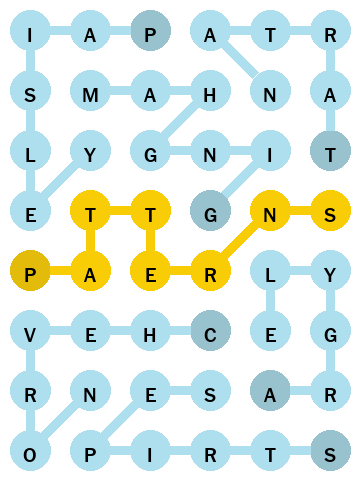 I A P A T R
S M A H N A
L Y G N I T
E T T G N S
P A E R L Y
V E H C E G
R N E S A R
O P I R T S